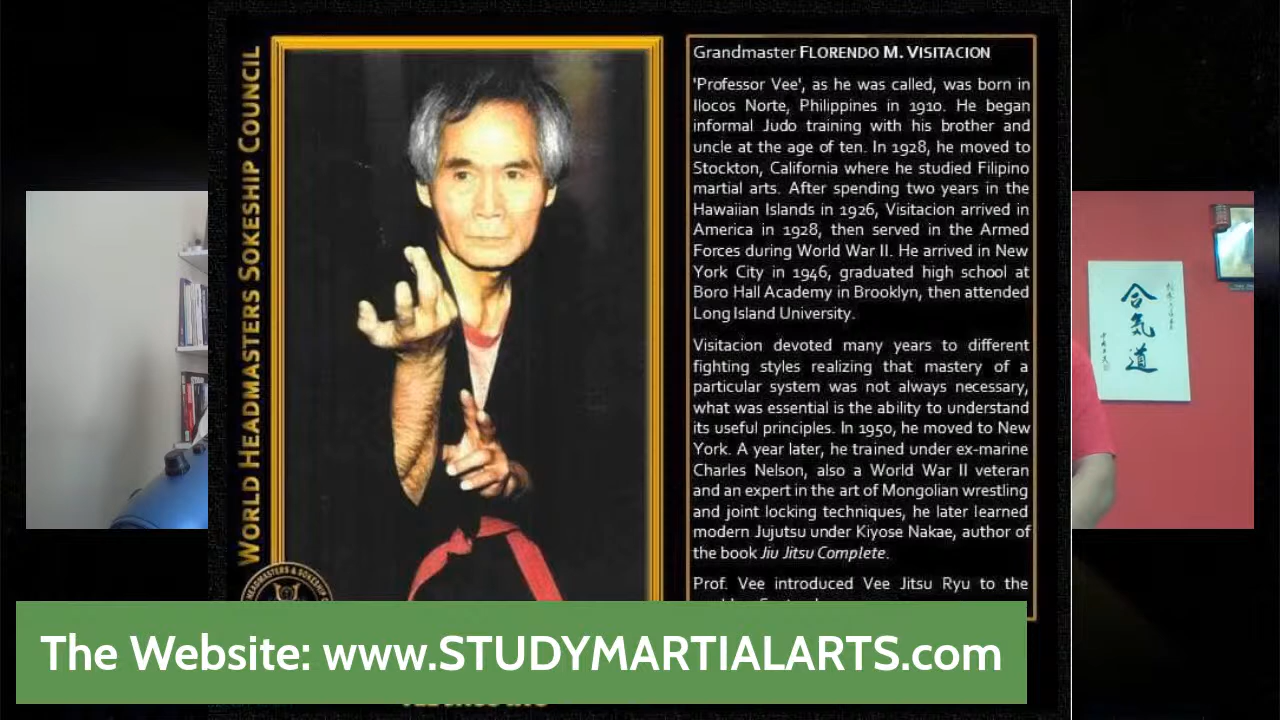 WORLD HEADMASTERS SOKESHIP COUNCIL
Grandmaster FLORENDO M. VISITACION
'Professor Vee', as he was called, was born in
Ilocos Norte, Philippines in 1910. He began
informal Judo training with his brother and
uncle at the age of ten. In 1928, he moved to
Stockton, California where he studied Filipino
martial arts. After spending two years in the
Hawaiian Islands in 1926, Visitacion arrived in
America in 1928, then served in the Armed
Forces during World War II. He arrived in New
York City in 1946, graduated high school at
Boro Hall Academy in Brooklyn, then attended
Long Island University.
Visitacion devoted many years to different
fighting styles realizing that mastery of a
particular system was not always necessary,
what was essential is the ability to understand
its useful principles. In 1950, he moved to New
York. A year later, he trained under ex-marine
Charles Nelson, also a World War II veteran
and an expert in the art of Mongolian wrestling
and joint locking techniques, he later learned
modern Jujutsu under Kiyose Nakae, author of
the book Jiu Jitsu Complete.
Prof. Vee introduced Vee Jitsu Ryu to the
HEADMASTERS & SOKESHIP
合気道
The Website: www.STUDYMARTIALARTS.com